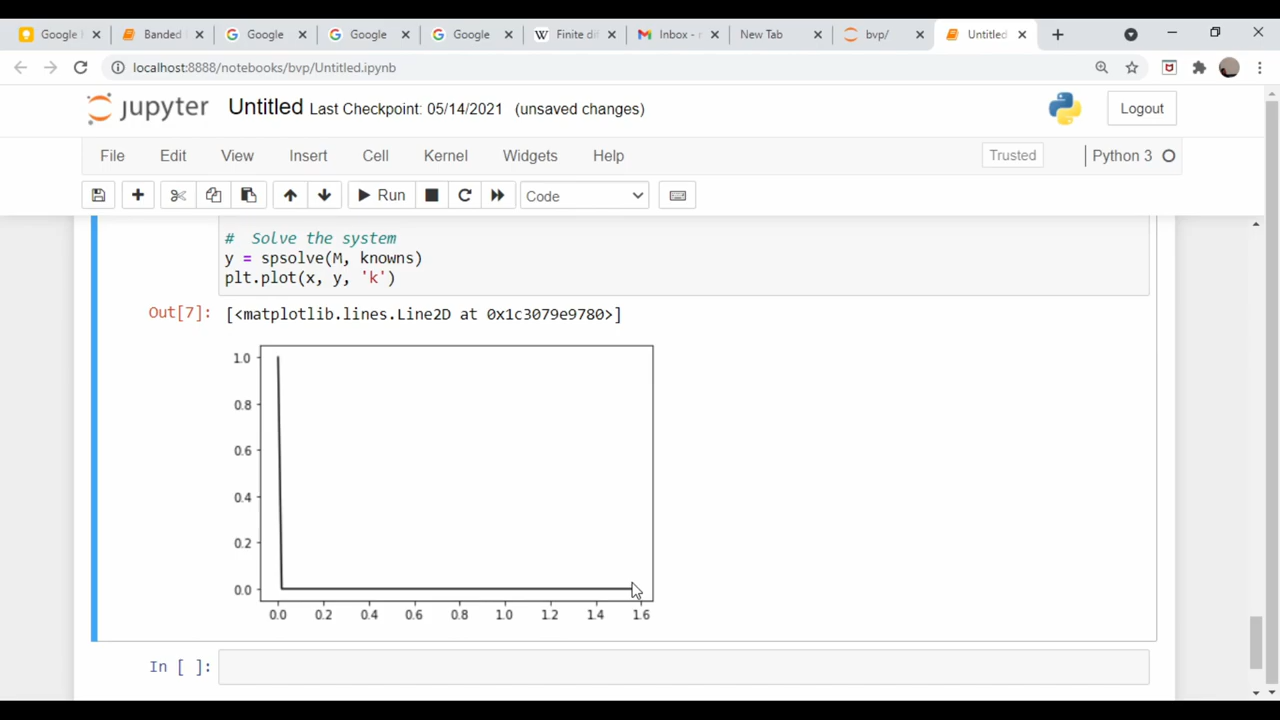 Google
Banded
Google
Google
Google
Finite di
Inbox - r
New Tab
bvp/
Untitled
localhost:8888/notebooks/bvp/Untitled.ipynb
jupyter Untitled Last Checkpoint: 05/14/2021 (unsaved changes)
Logout
File Edit View Insert Cell Kernel Widgets Help
Trusted
Python 3
Run
Code
# Solve the system
y = spsolve(M, knowns)
plt.plot(x, y, 'k')
Out[7]: [<matplotlib.lines.Line2D at 0x1c3079e9780>]
1.0
0.8
0.6
0.4
0.2
0.0
0.0 0.2 0.4 0.6 0.8 1.0 1.2 1.4 1.6
In [ ]: